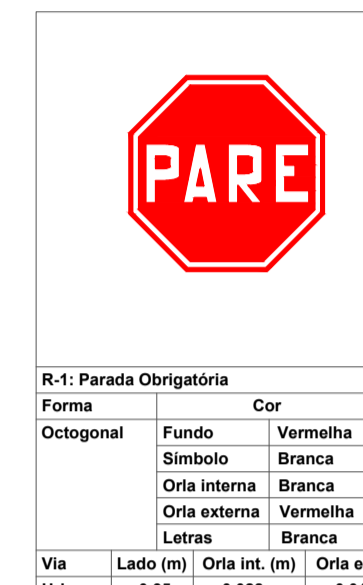 PARE
R-1: Parada Obrigatória
Forma Cor
Octogonal Fundo Vermelha
Símbolo Branca
Orla interna Branca
Orla externa Vermelha
Letras Branca
Via Lado (m) Orla int. (m) Orla